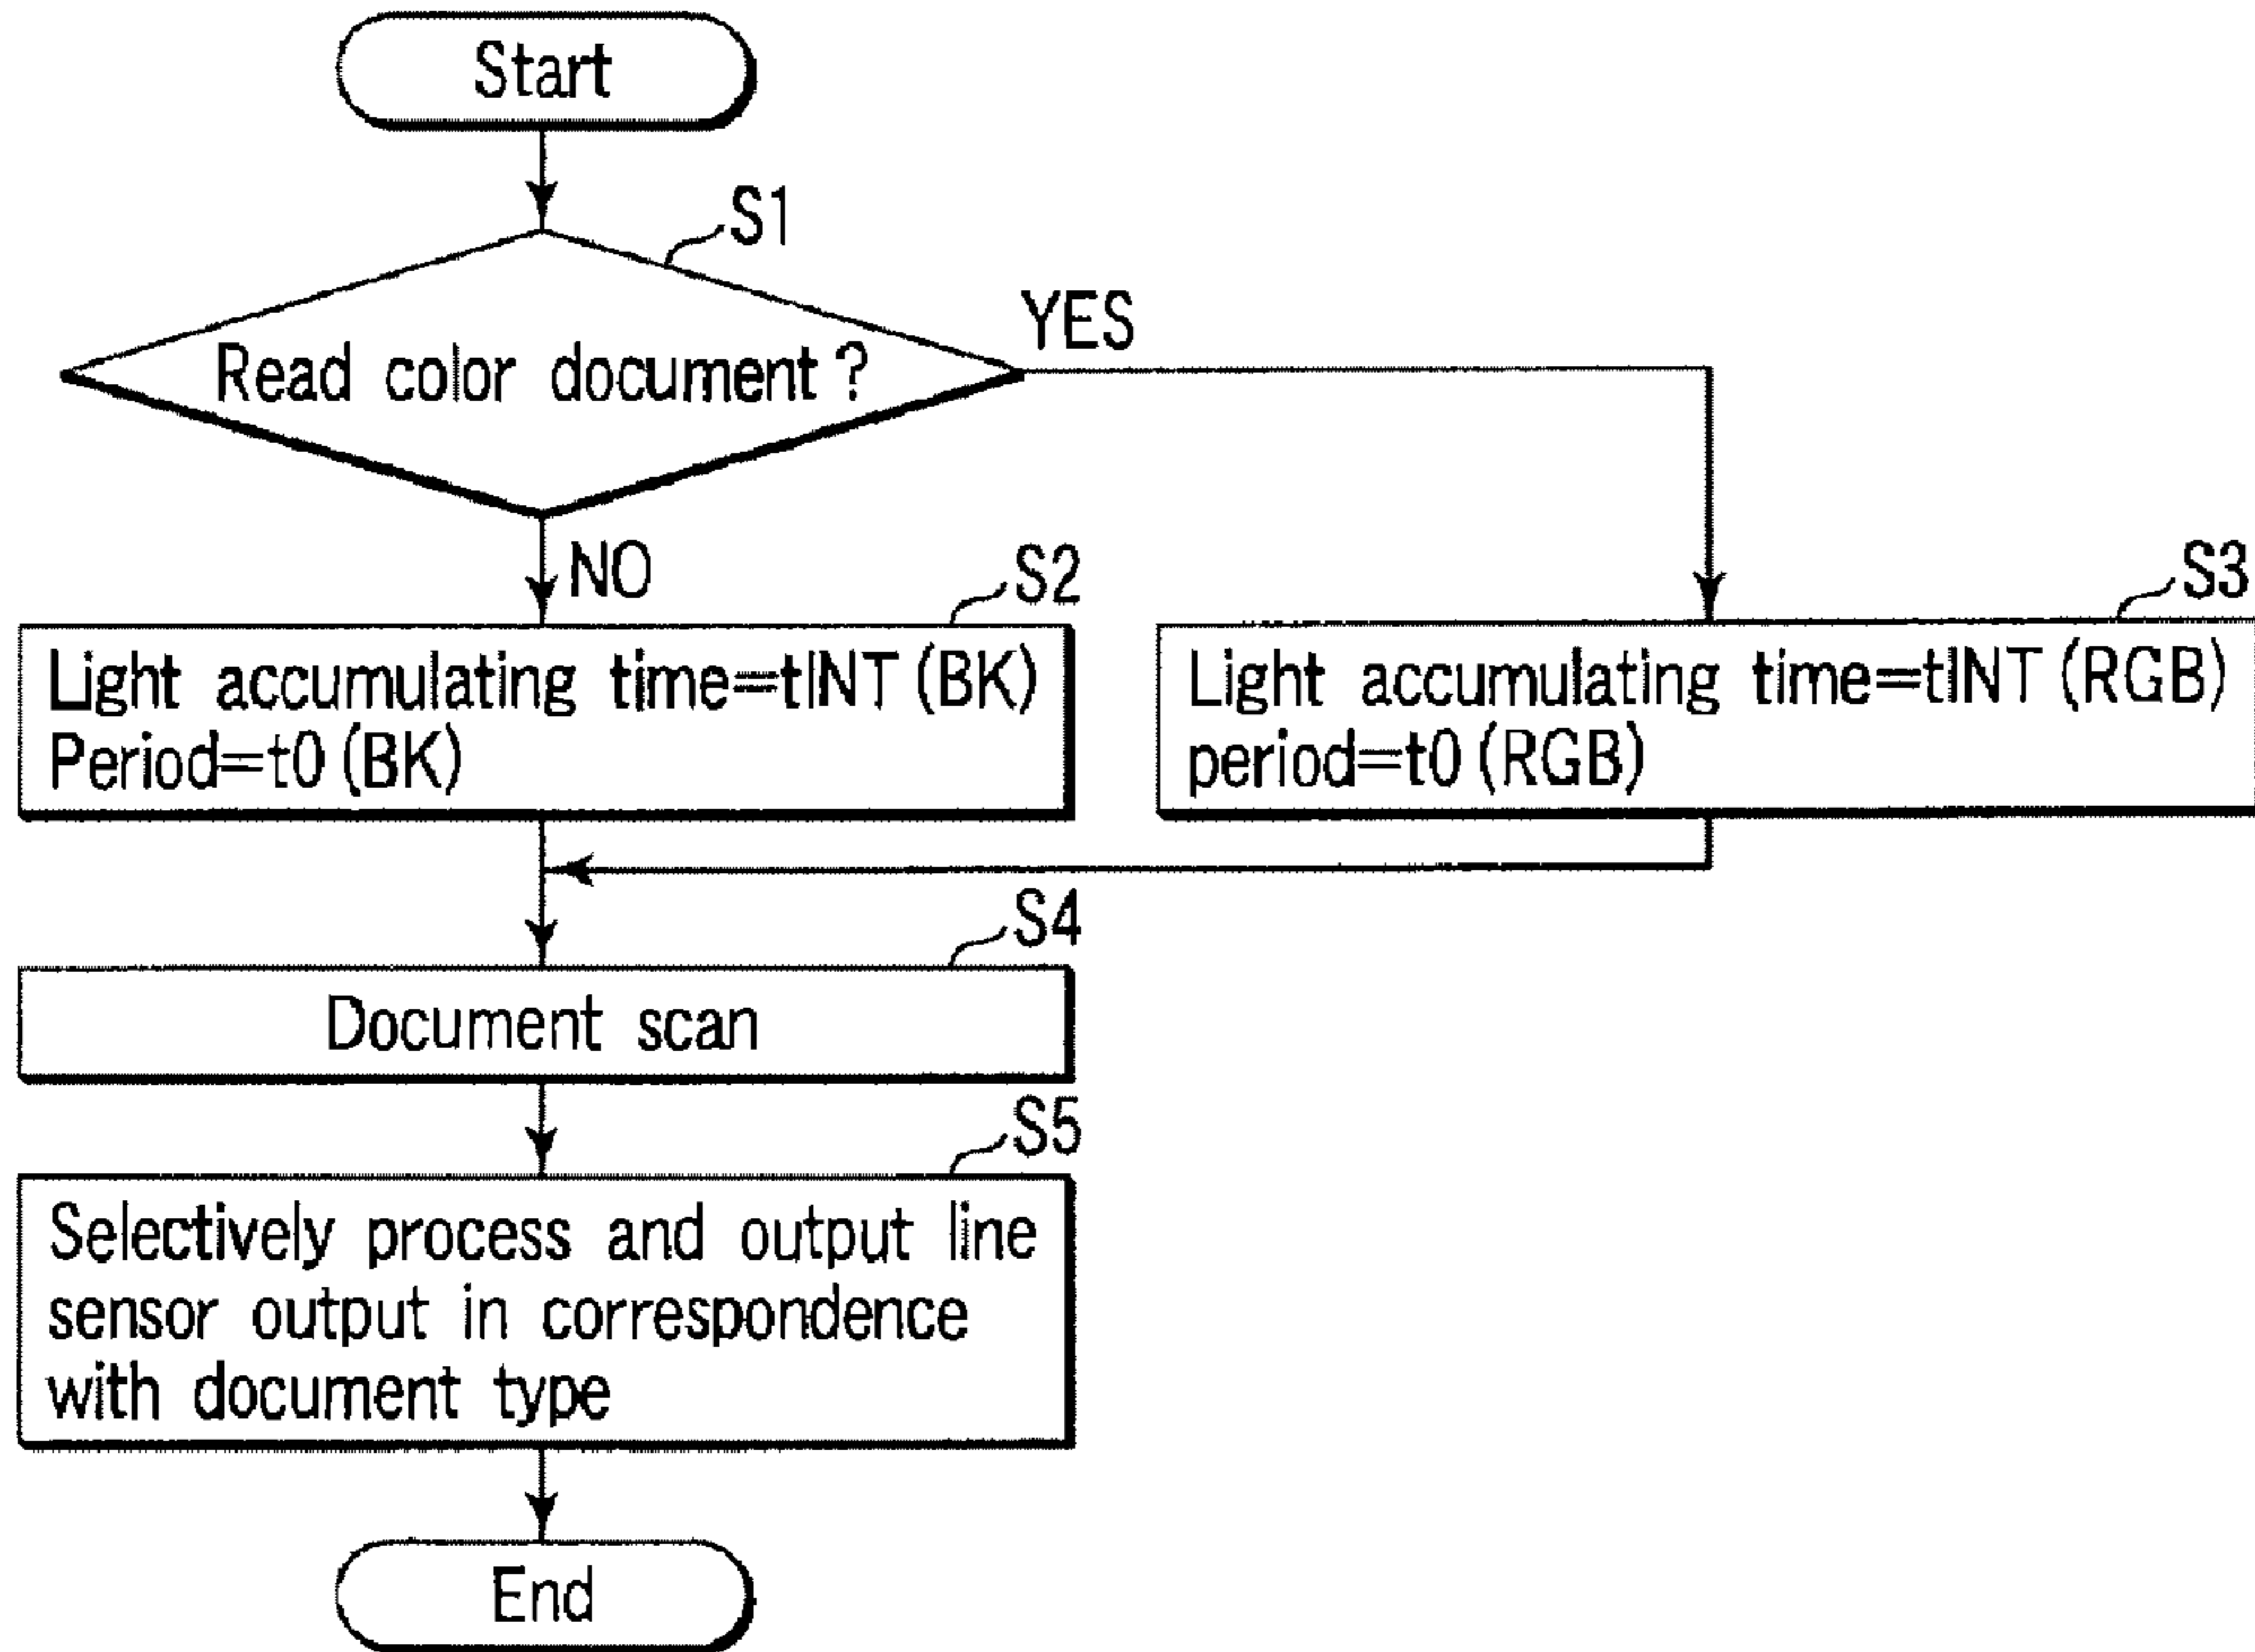 Start
S1
Read color document ?
YES
NO
S2
Light accumulating time=tINT (BK)
Period=t0 (BK)
S3
Light accumulating time=tINT (RGB)
period=t0 (RGB)
S4
Document scan
S5
Selectively process and output line
sensor output in correspondence
with document type
End